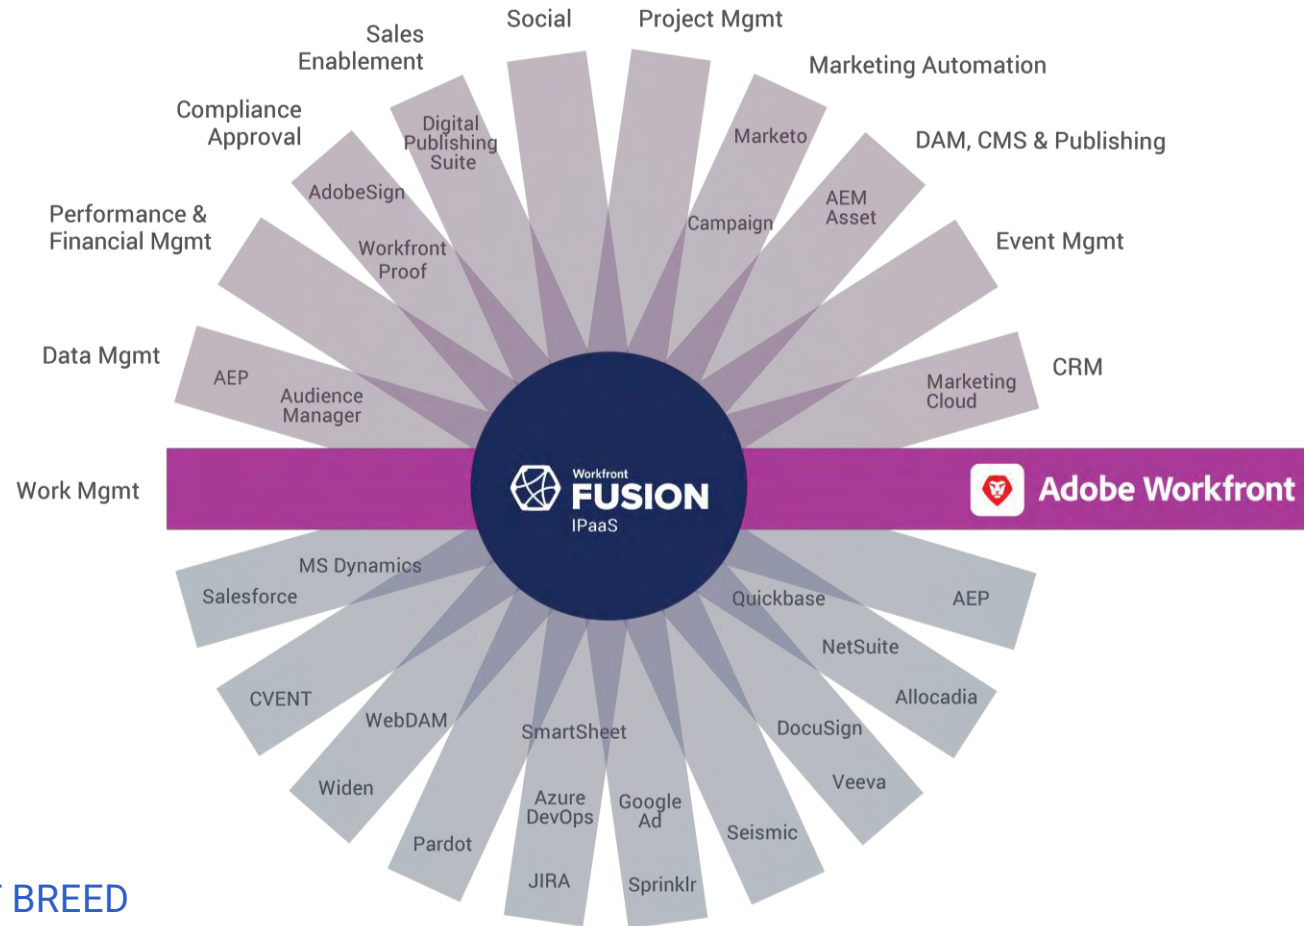 Social
Project Mgmt
Sales
Enablement
Marketing Automation
Compliance
Approval
Digital
Publishing
Suite
Marketo
DAM, CMS & Publishing
AdobeSign
AEM
Asset
Performance &
Financial Mgmt
Workfront
Proof
Campaign
Event Mgmt
Data Mgmt
AEP
Audience
Manager
Marketing
Cloud
CRM
Work Mgmt
Workfront
FUSION
IPaaS
Adobe Workfront
MS Dynamics
Salesforce
Quickbase
AEP
NetSuite
CVENT
Allocadia
WebDAM
SmartSheet
DocuSign
Widen
Azure
DevOps
Google
Ad
Veeva
Pardot
Seismic
JIRA
Sprinklr
BREED